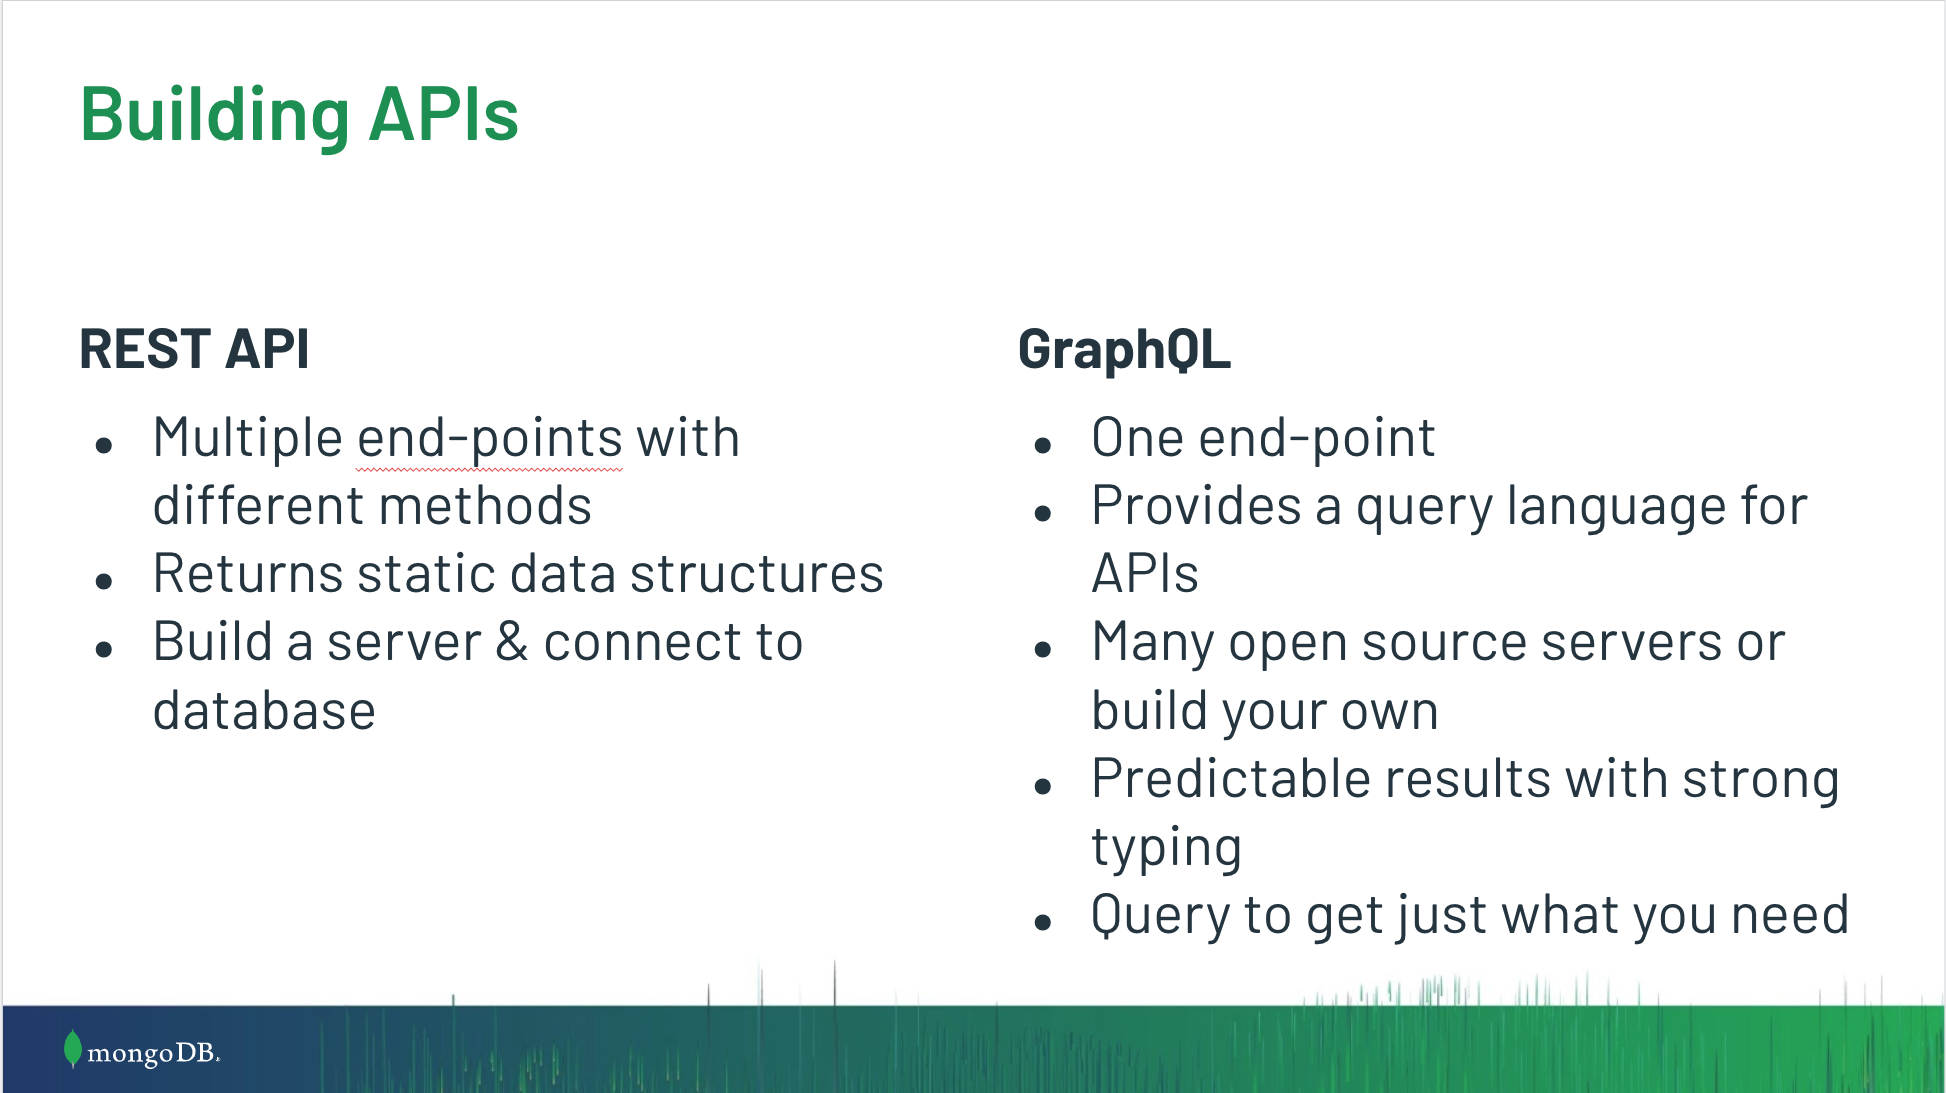 Building APIs
REST API
● Multiple end-points with
different methods
● Returns static data structures
● Build a server & connect to
database
GraphQL
● One end-point
● Provides a query language for
APIs
● Many open source servers or
build your own
● Predictable results with strong
typing
● Query to get just what you need
mongoDB.